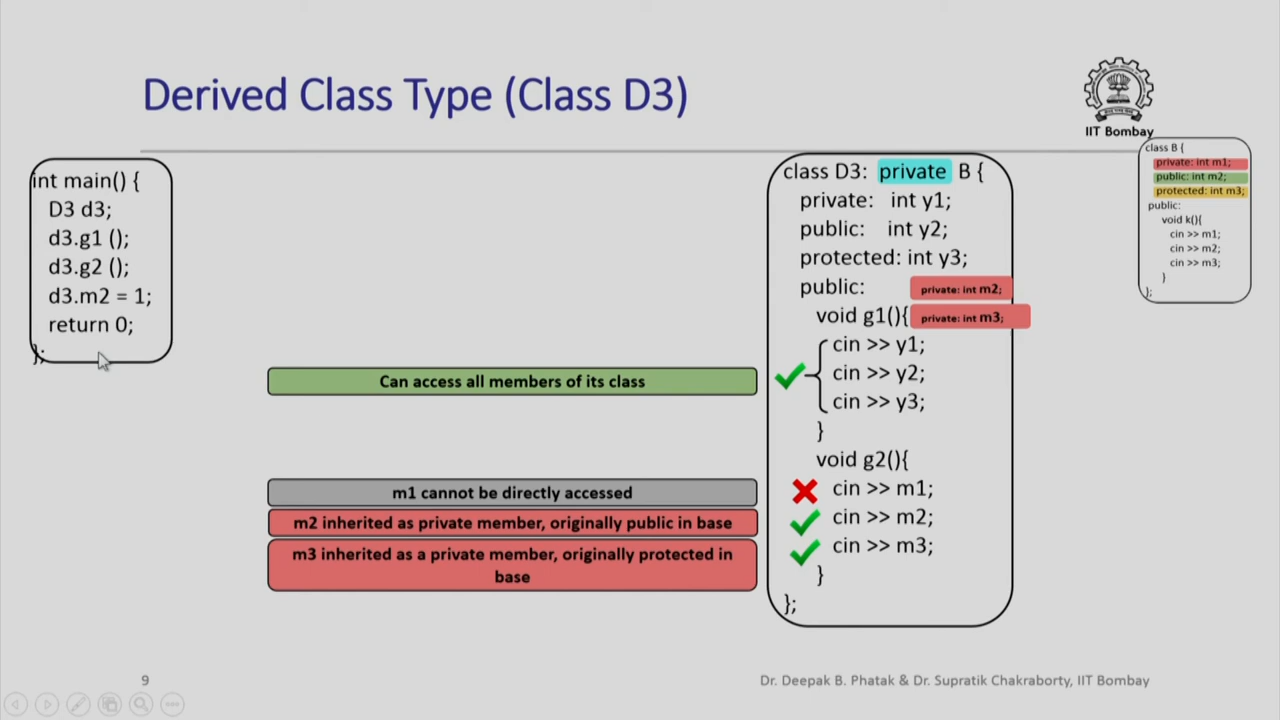 Derived Class Type (Class D3)
IIT Bombay
int main() {
D3 d3;
d3.g1 ();
d3.g2 ();
d3.m2 = 1;
return 0;
};
Can access all members of its class
m1 cannot be directly accessed
m2 inherited as private member, originally public in base
m3 inherited as a private member, originally protected in
base
class D3: private B {
private: int y1;
public: int y2;
protected: int y3;
public:
private: int m2;
void g1(){
private: int m3;
cin >> y1;
cin >> y2;
cin >> y3;
}
void g2(){
cin >> m1;
cin >> m2;
cin >> m3;
}
};
class B {
private: int m1;
public: int m2;
protected: int m3;
public:
void k(){
cin >> m1;
cin >> m2;
cin >> m3;
}
};
9
Dr. Deepak B. Phatak & Dr. Supratik Chakraborty, IIT Bombay